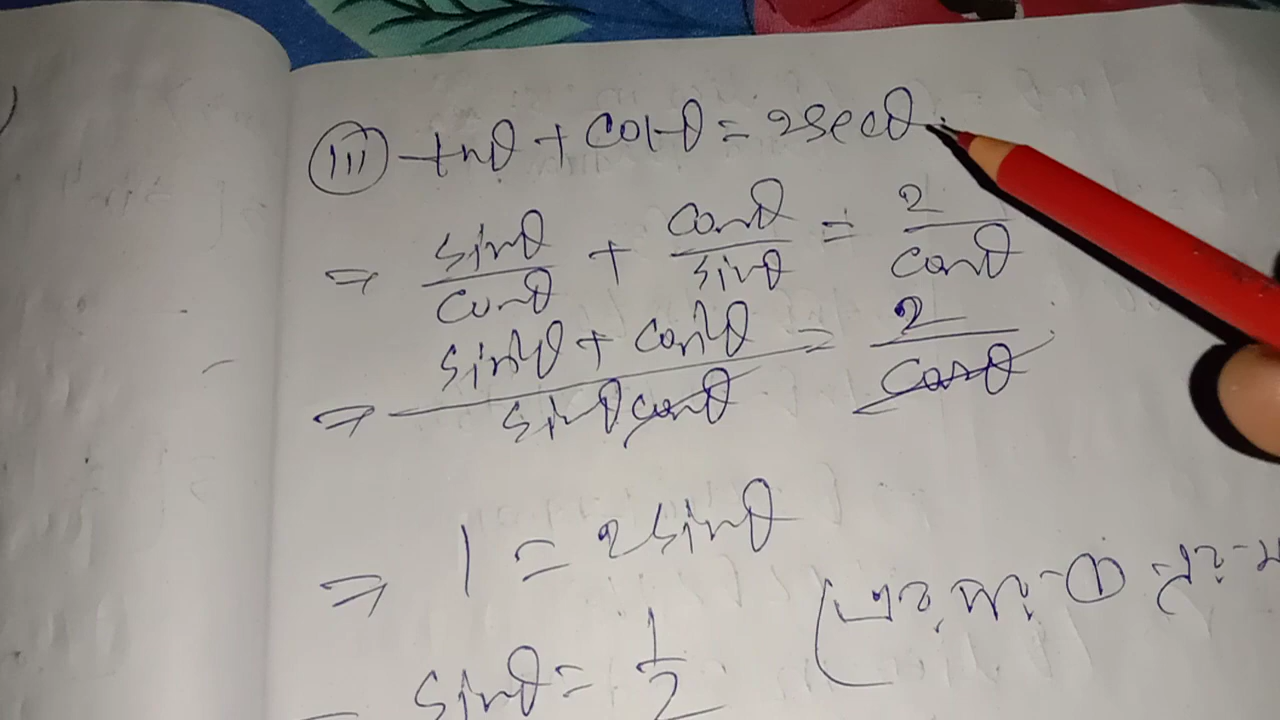 (iii) tnθ + cotθ = 2secθ.
⇒ sinθ/cosθ + cosθ/sinθ = 2/cosθ
⇒ (sin²θ + cos²θ)/(sinθ cosθ) = 2/cosθ
⇒ 1 = 2sinθ
sinθ = 1/2